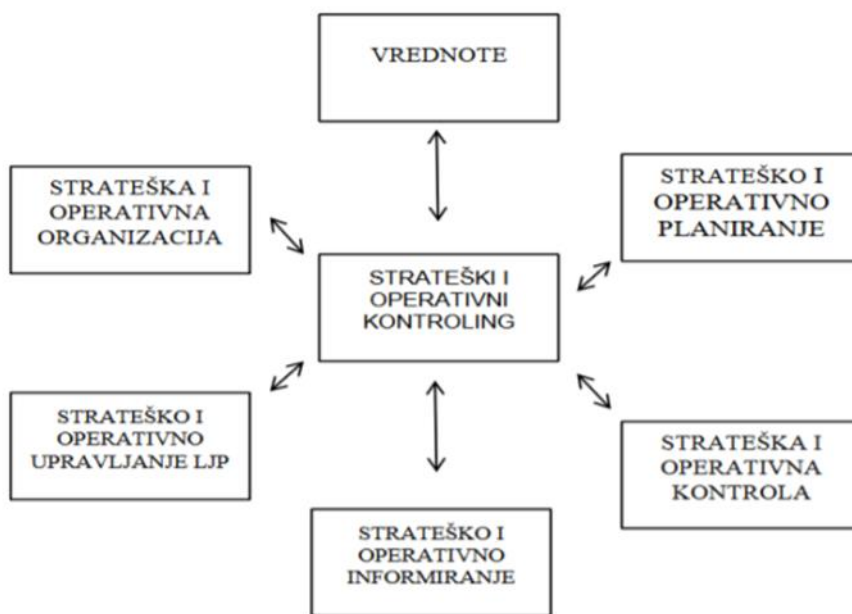 VREDNOTE
STRATEŠKA I
OPERATIVNA
ORGANIZACIJA
STRATEŠKO I
OPERATIVNO
PLANIRANJE
STRATEŠKI I
OPERATIVNI
KONTROLING
STRATEŠKO I
OPERATIVNO
UPRAVLJANJE LJP
STRATEŠKA I
OPERATIVNA
KONTROLA
STRATEŠKO I
OPERATIVNO
INFORMIRANJE